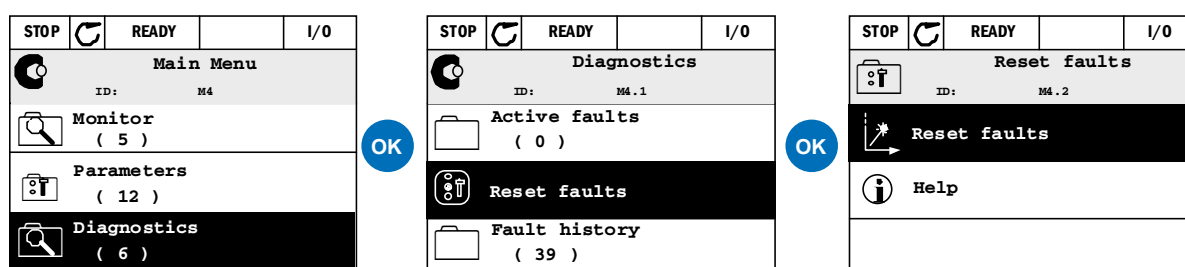 STOP READY I/O
Main Menu
ID: M4
Monitor
( 5 )
Parameters
( 12 )
Diagnostics
( 6 )
OK
STOP READY I/O
Diagnostics
ID: M4.1
Active faults
( 0 )
Reset faults
Fault history
( 39 )
OK
STOP READY I/O
Reset faults
ID: M4.2
Reset faults
Help